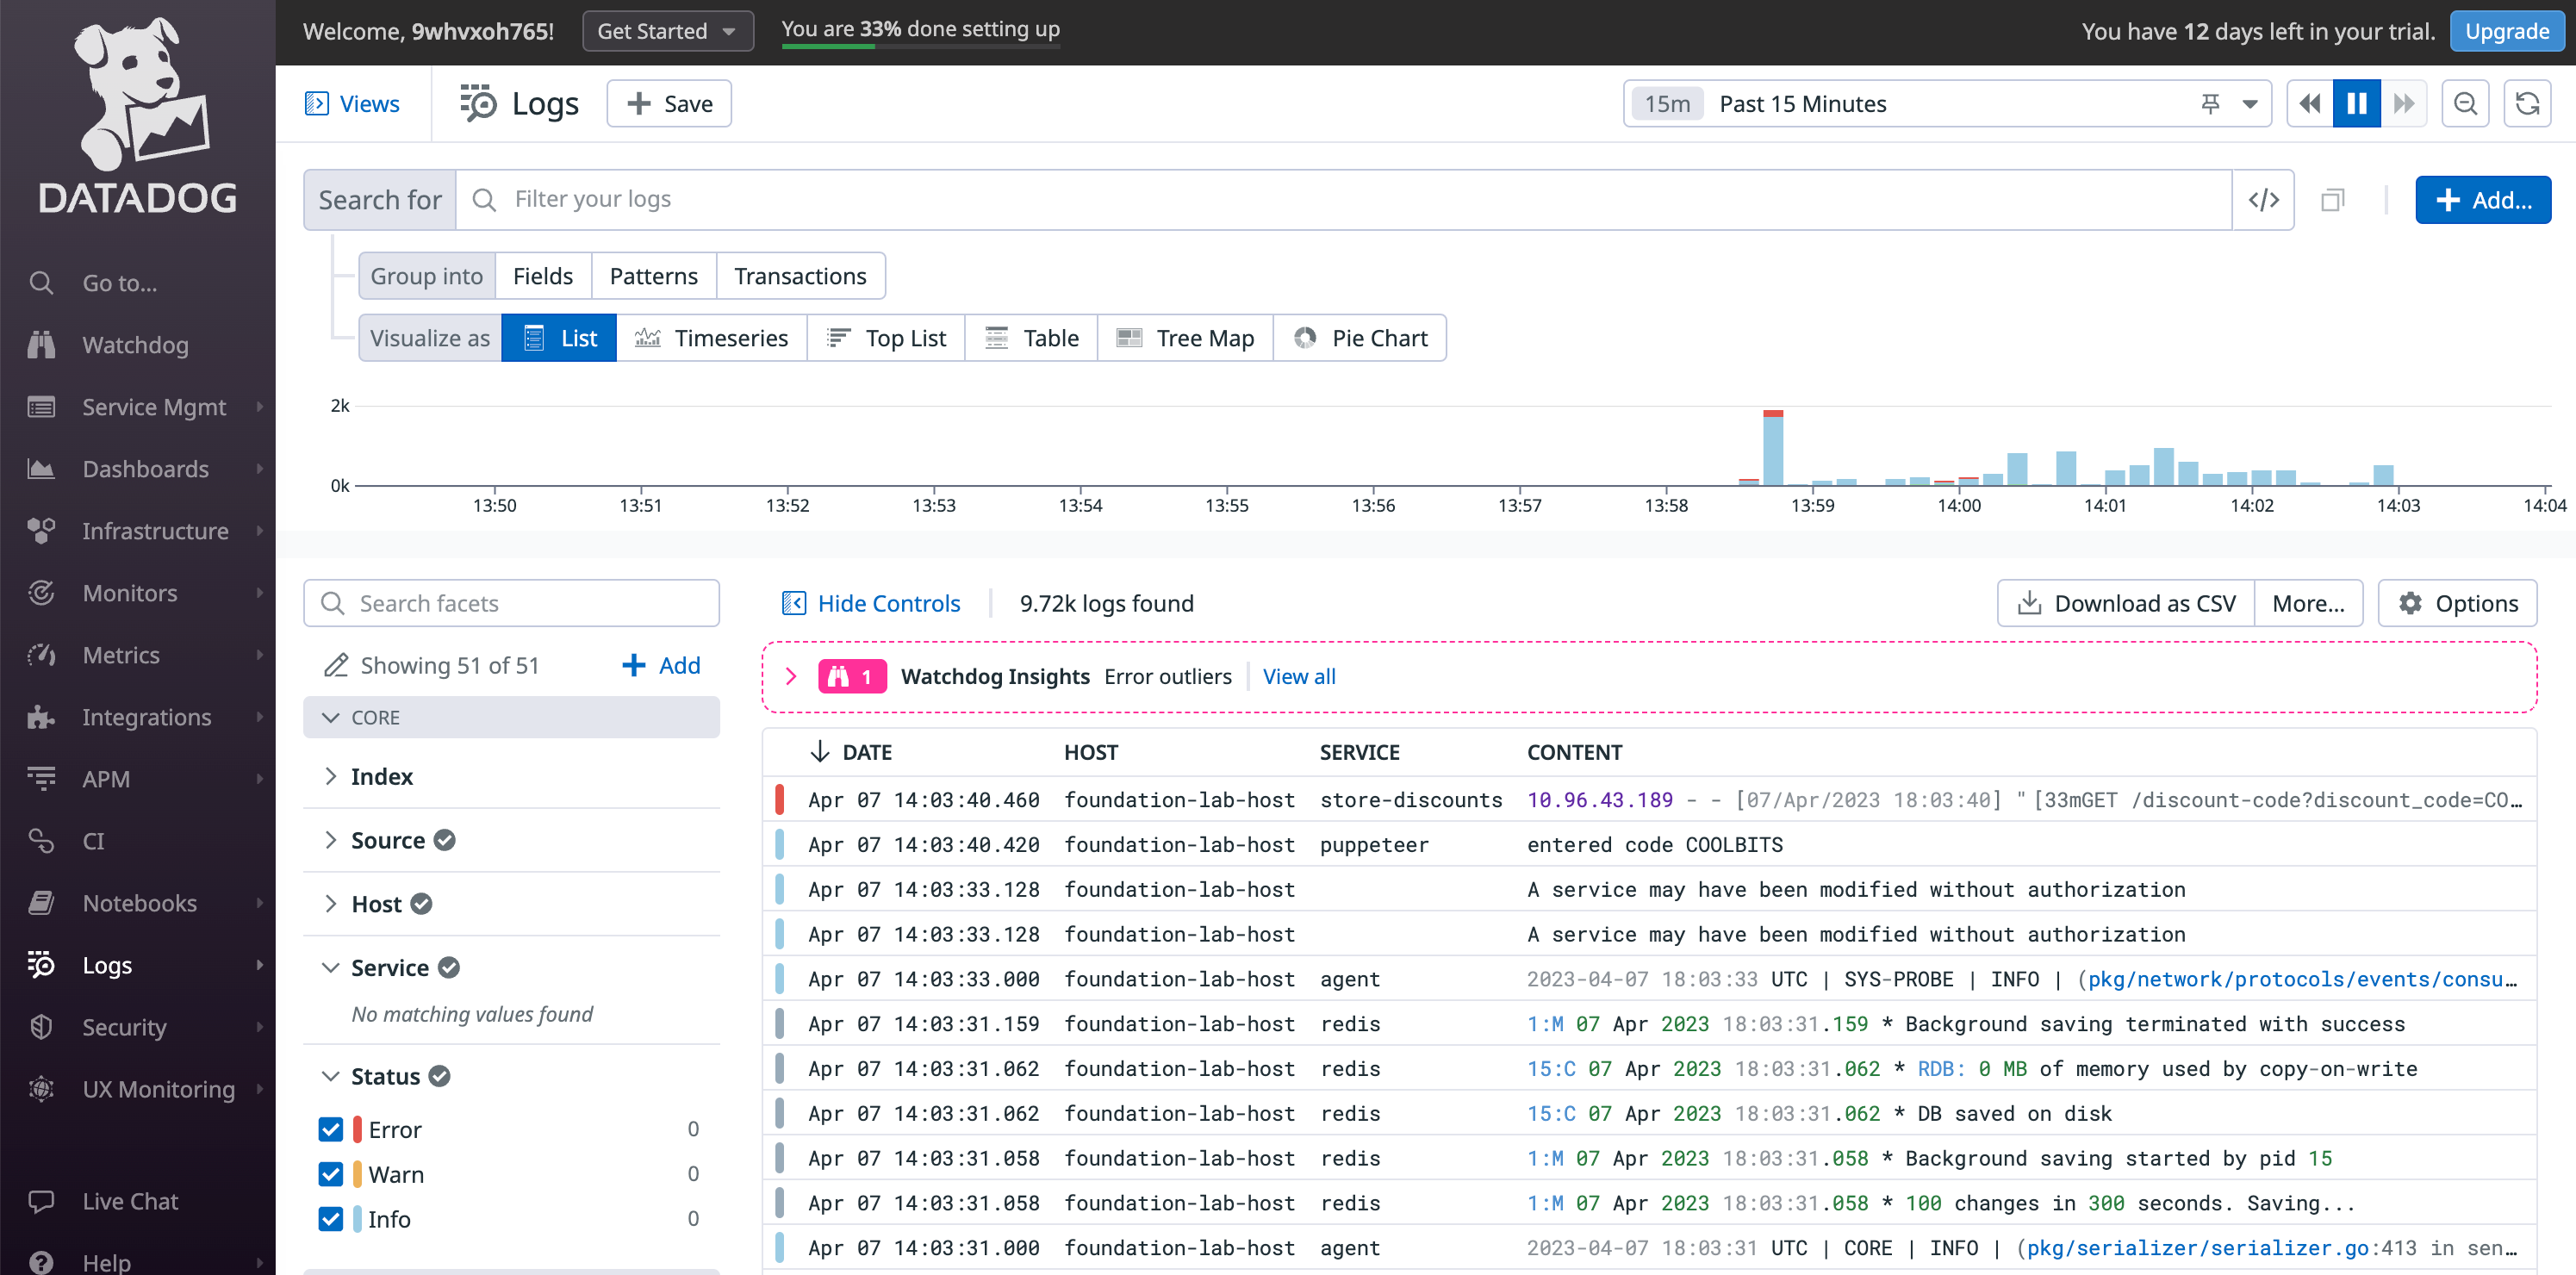 DATADOG
Go to...
Watchdog
Service Mgmt
Dashboards
Infrastructure
Monitors
Metrics
Integrations
APM
CI
Notebooks
Logs
Security
UX Monitoring
Live Chat
Help
Welcome, 9whvxoh765!
Get Started
You are 33% done setting up
You have 12 days left in your trial.
Upgrade
Views
Logs
Save
15m Past 15 Minutes
Search for Filter your logs
</>
Add...
Group into Fields Patterns Transactions
Visualize as List Timeseries Top List Table Tree Map Pie Chart
2k
0k
13:50 13:51 13:52 13:53 13:54 13:55 13:56 13:57 13:58 13:59 14:00 14:01 14:02 14:03 14:04
Search facets
Showing 51 of 51
Add
CORE
Index
Source
Host
Service
No matching values found
Status
Error 0
Warn 0
Info 0
Hide Controls
9.72k logs found
Download as CSV More... Options
1 Watchdog Insights Error outliers View all
DATE HOST SERVICE CONTENT
Apr 07 14:03:40.460 foundation-lab-host store-discounts 10.96.43.189 - - [07/Apr/2023 18:03:40] "[33mGET /discount-code?discount_code=CO…
Apr 07 14:03:40.420 foundation-lab-host puppeteer entered code COOLBITS
Apr 07 14:03:33.128 foundation-lab-host A service may have been modified without authorization
Apr 07 14:03:33.128 foundation-lab-host A service may have been modified without authorization
Apr 07 14:03:33.000 foundation-lab-host agent 2023-04-07 18:03:33 UTC | SYS-PROBE | INFO | (pkg/network/protocols/events/consu…
Apr 07 14:03:31.159 foundation-lab-host redis 1:M 07 Apr 2023 18:03:31.159 * Background saving terminated with success
Apr 07 14:03:31.062 foundation-lab-host redis 15:C 07 Apr 2023 18:03:31.062 * RDB: 0 MB of memory used by copy-on-write
Apr 07 14:03:31.062 foundation-lab-host redis 15:C 07 Apr 2023 18:03:31.062 * DB saved on disk
Apr 07 14:03:31.058 foundation-lab-host redis 1:M 07 Apr 2023 18:03:31.058 * Background saving started by pid 15
Apr 07 14:03:31.058 foundation-lab-host redis 1:M 07 Apr 2023 18:03:31.058 * 100 changes in 300 seconds. Saving...
Apr 07 14:03:31.000 foundation-lab-host agent 2023-04-07 18:03:31 UTC | CORE | INFO | (pkg/serializer/serializer.go:413 in sen…